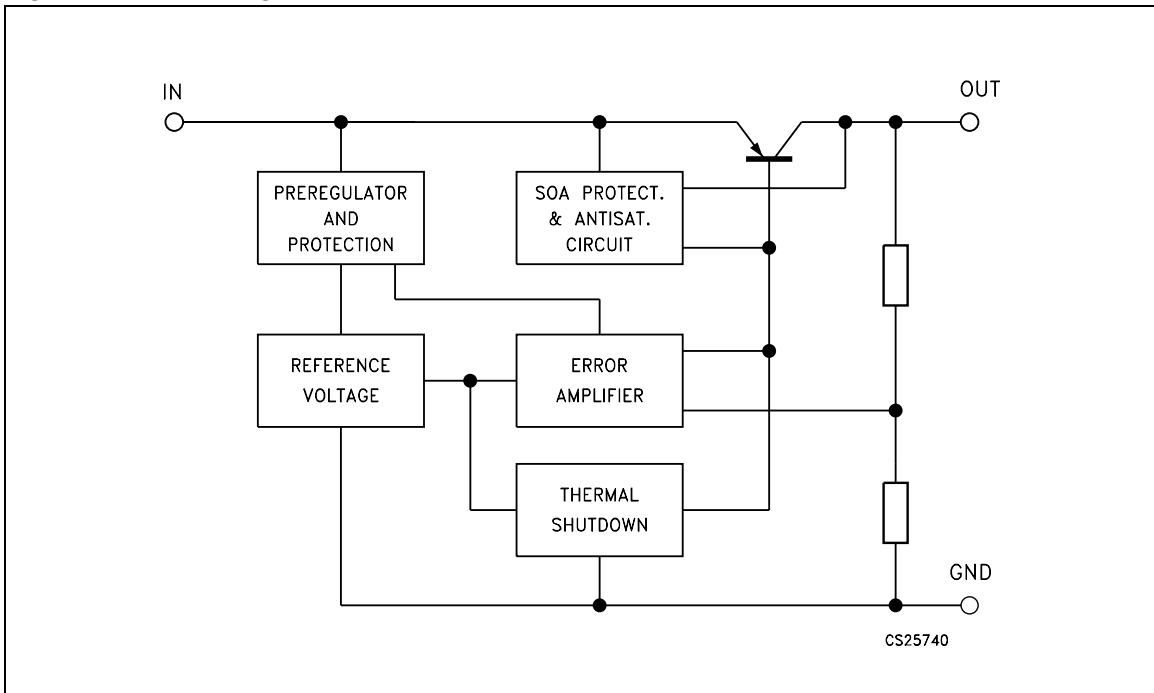 IN
OUT
PREREGULATOR
AND
PROTECTION
SOA PROTECT.
& ANTISAT.
CIRCUIT
REFERENCE
VOLTAGE
ERROR
AMPLIFIER
THERMAL
SHUTDOWN
GND
CS25740